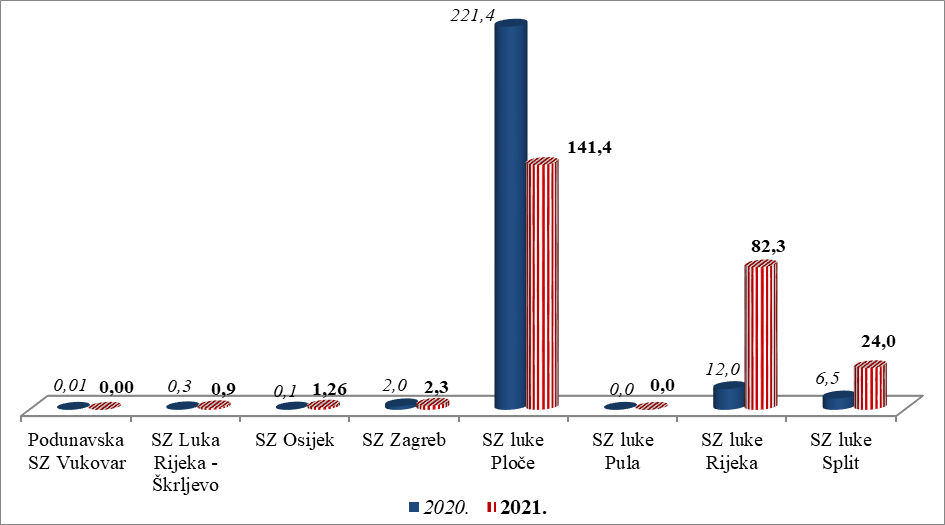 221,4
141,4
82,3
24,0
12,0
6,5
0,01
0,00
0,3
0,9
0,1
1,26
2,0
2,3
0,0
0,0
Podunavska
SZ Vukovar
SZ Luka
Rijeka -
Škrljevo
SZ Osijek
SZ Zagreb
SZ luke
Ploče
SZ luke
Pula
SZ luke
Rijeka
SZ luke
Split
2020.
2021.